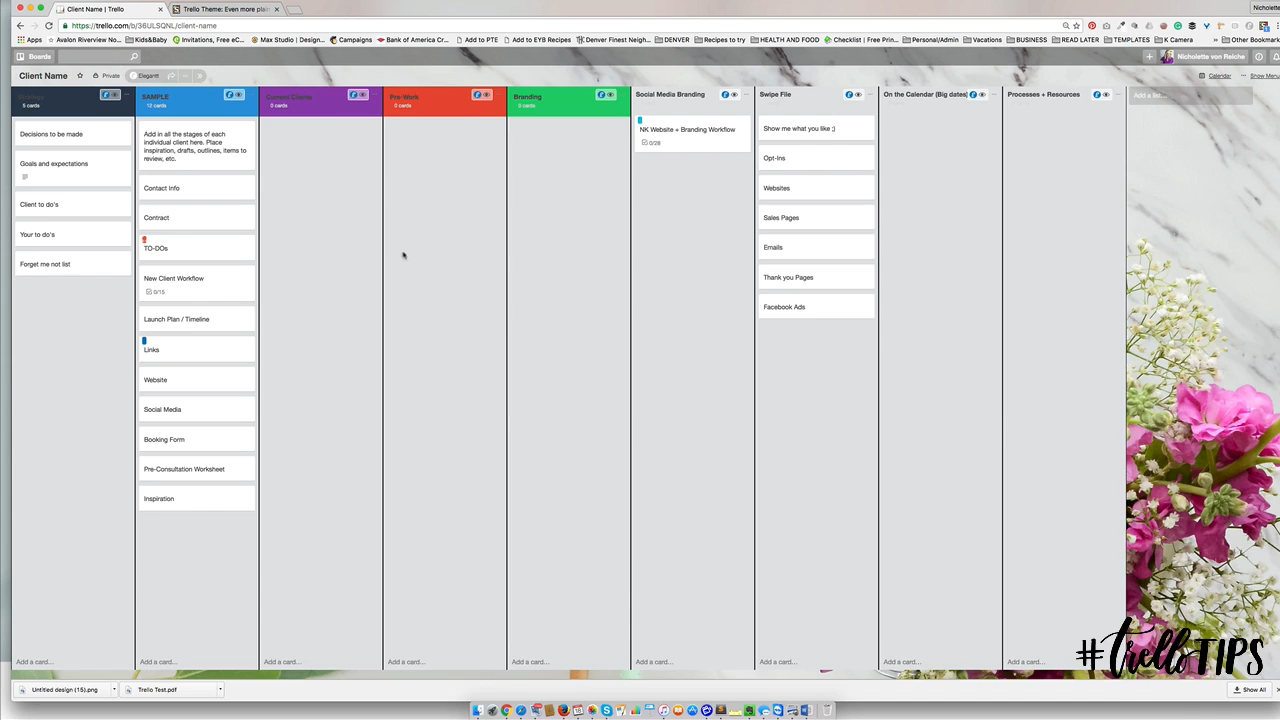 Client Name | Trello
Trello Theme: Even more plain
Nicholette
https://trello.com/b/36ULSQNL/client-name
Apps
Avalon Riverview No...
Kids&Baby
Invitations, Free eC...
Max Studio | Design...
Campaigns
Bank of America Cr...
Add to PTE
Add to EYB Recipes
Denver Finest Neigh...
DENVER
Recipes to try
HEALTH AND FOOD
Checklist | Free Prin...
Personal/Admin
Vacations
BUSINESS
READ LATER
TEMPLATES
K Camera
Other Bookmar
Boards
Nicholette von Reiche
Client Name
Private
Elegantt
Calendar
Show Menu
5 cards
Decisions to be made
Goals and expectations
Client to do's
Your to do's
Forget me not list
Add a card...
SAMPLE
12 cards
Add in all the stages of each
individual client here. Place
inspiration, drafts, outlines, items to
review, etc.
Contact Info
Contract
TO-DOs
New Client Workflow
0/15
Launch Plan / Timeline
Links
Website
Social Media
Booking Form
Pre-Consultation Worksheet
Inspiration
Add a card...
Current Clients
0 cards
Add a card...
Pre-Work
0 cards
Add a card...
Branding
0 cards
Add a card...
Social Media Branding
NK Website + Branding Workflow
0/28
Add a card...
Swipe File
Show me what you like ;)
Opt-Ins
Websites
Sales Pages
Emails
Thank you Pages
Facebook Ads
Add a card...
On the Calendar (Big dates)
Add a card...
Processes + Resources
Add a card...
Add a list...
#trelloTIPS
Untitled design (15).png
Trello Test.pdf
Show All